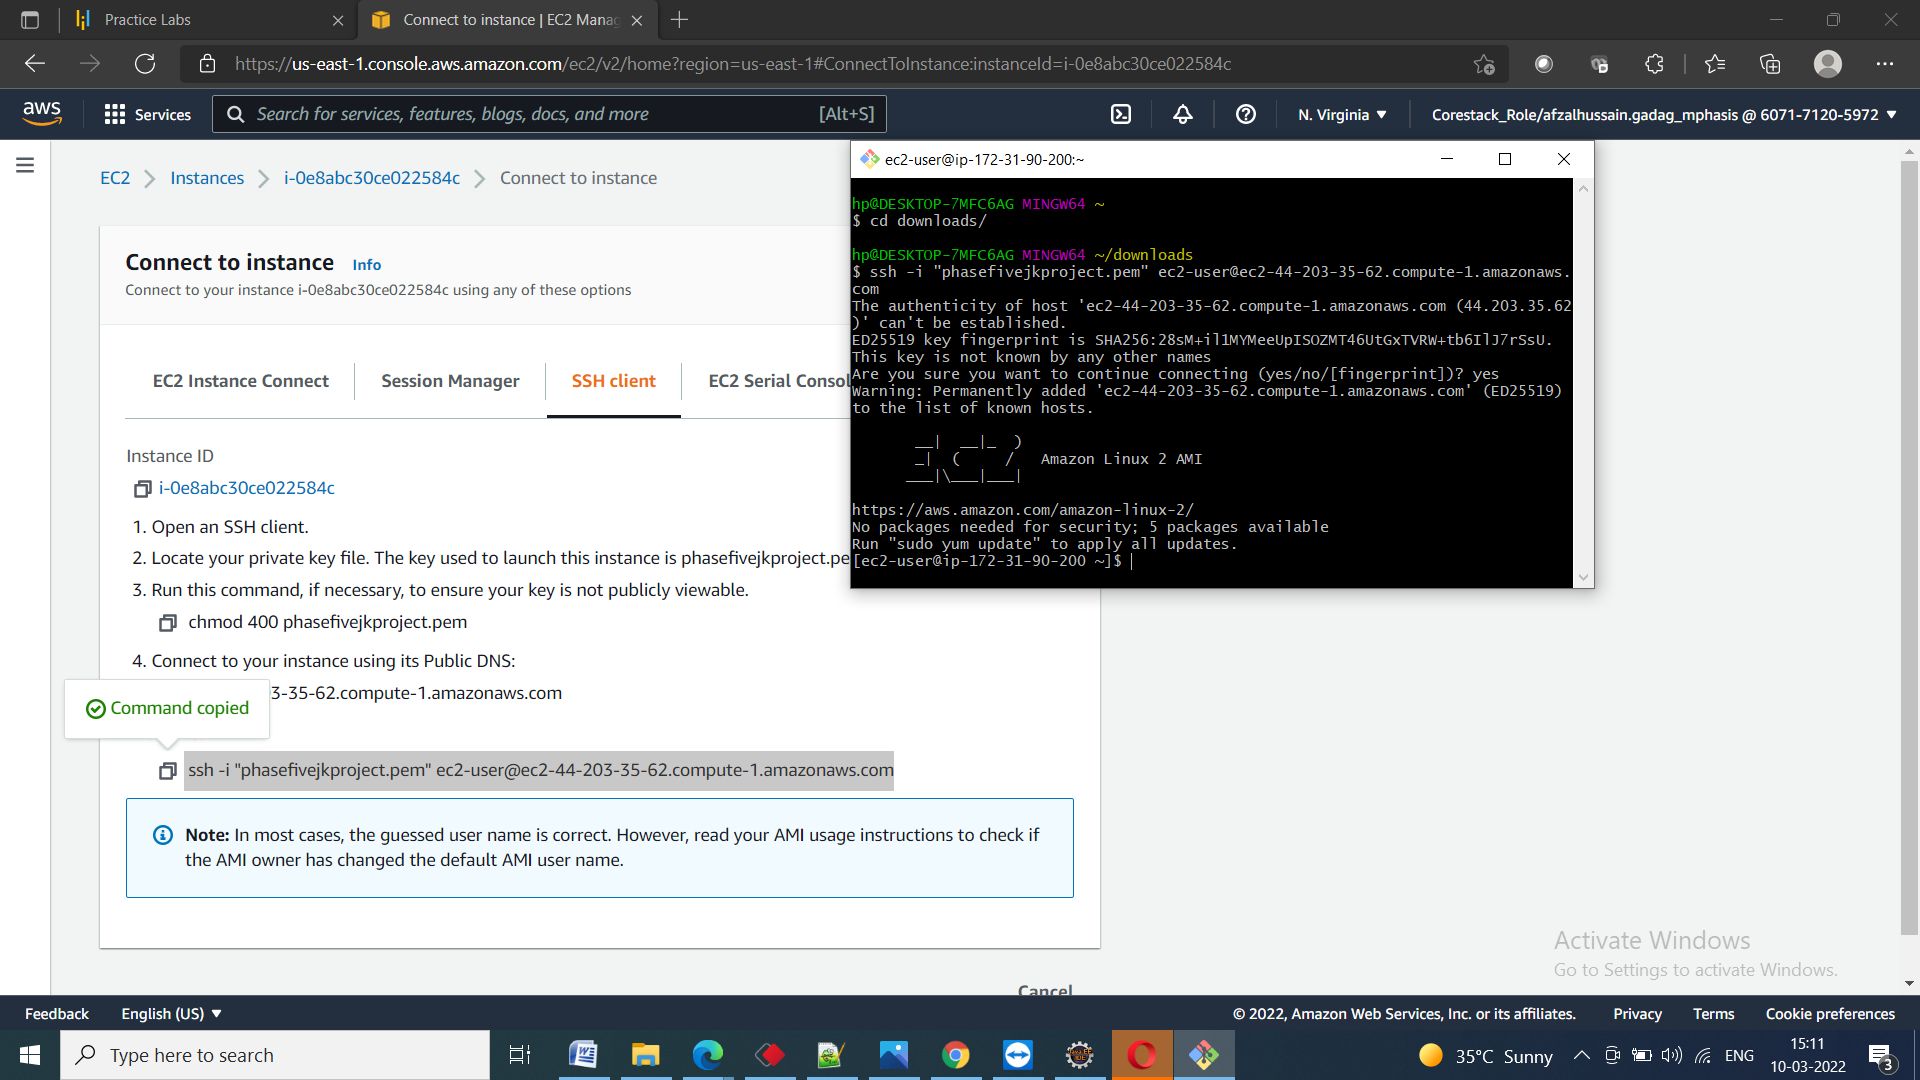 Practice Labs
Connect to instance | EC2 Manag
https://us-east-1.console.aws.amazon.com/ec2/v2/home?region=us-east-1#ConnectToInstance:instanceId=i-0e8abc30ce022584c
aws
Services
Search for services, features, blogs, docs, and more
[Alt+S]
N. Virginia ▼
Corestack_Role/afzalhussain.gadag_mphasis @ 6071-7120-5972 ▼
EC2 > Instances > i-0e8abc30ce022584c > Connect to instance
Connect to instance Info
Connect to your instance i-0e8abc30ce022584c using any of these options
EC2 Instance Connect
Session Manager
SSH client
EC2 Serial Consol
Instance ID
i-0e8abc30ce022584c
1. Open an SSH client.
2. Locate your private key file. The key used to launch this instance is phasefivejkproject.pe
3. Run this command, if necessary, to ensure your key is not publicly viewable.
chmod 400 phasefivejkproject.pem
4. Connect to your instance using its Public DNS:
3-35-62.compute-1.amazonaws.com
Command copied
ssh -i "phasefivejkproject.pem" ec2-user@ec2-44-203-35-62.compute-1.amazonaws.com
Note: In most cases, the guessed user name is correct. However, read your AMI usage instructions to check if
the AMI owner has changed the default AMI user name.
Cancel
ec2-user@ip-172-31-90-200:~
hp@DESKTOP-7MFC6AG MINGW64 ~
$ cd downloads/
hp@DESKTOP-7MFC6AG MINGW64 ~/downloads
$ ssh -i "phasefivejkproject.pem" ec2-user@ec2-44-203-35-62.compute-1.amazonaws.
com
The authenticity of host 'ec2-44-203-35-62.compute-1.amazonaws.com (44.203.35.62
)' can't be established.
ED25519 key fingerprint is SHA256:28sM+il1MYMeeUpISOZMT46UtGxTVRW+tb6IlJ7rSsU.
This key is not known by any other names
Are you sure you want to continue connecting (yes/no/[fingerprint])? yes
Warning: Permanently added 'ec2-44-203-35-62.compute-1.amazonaws.com' (ED25519)
to the list of known hosts.
__|  __|_  )
_|  (     /   Amazon Linux 2 AMI
___|\___|___|
https://aws.amazon.com/amazon-linux-2/
No packages needed for security; 5 packages available
Run "sudo yum update" to apply all updates.
[ec2-user@ip-172-31-90-200 ~]$
Activate Windows
Go to Settings to activate Windows.
Feedback
English (US) ▼
© 2022, Amazon Web Services, Inc. or its affiliates.
Privacy
Terms
Cookie preferences
Type here to search
35°C Sunny
ENG
15:11
10-03-2022
3